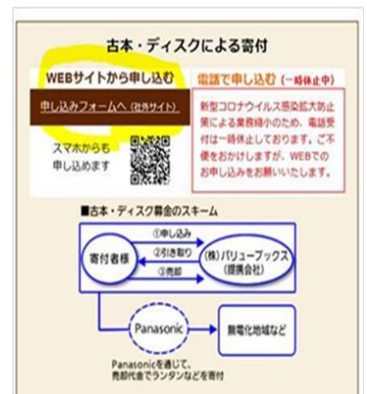 古本・ディスクによる寄付
WEBサイトから申し込む
申し込みフォームへ（社外サイト）
スマホからも
申し込めます
電話で申し込む（一時休止中）
新型コロナウイルス感染拡大防止
策による業務縮小のため、電話受
付は一時休止しております。ご不
便をおかけしますが、WEBでの
お申し込みをお願いいたします。
■古本・ディスク募金のスキーム
①申し込み
②引き取り
③売却
寄付者様
（株）バリューブックス
（提携会社）
Panasonic
無電化地域など
Panasonicを通じて、
売却代金でランタンなどを寄付